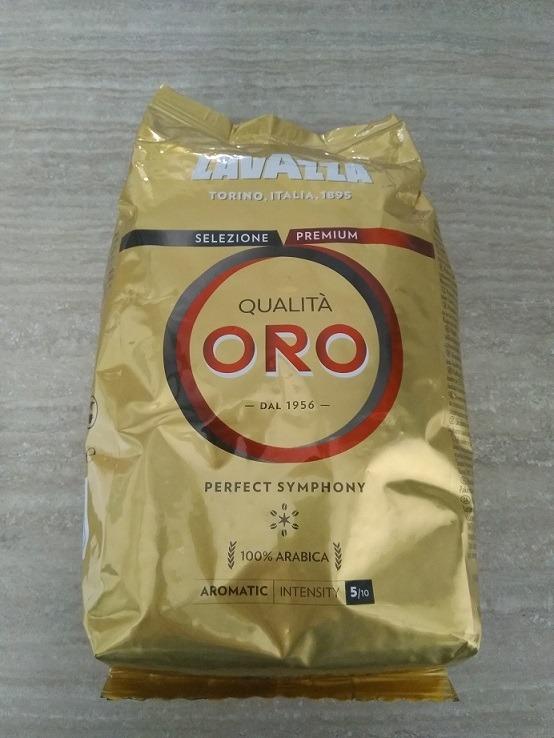 LAVAZZA
TORINO, ITALIA, 1895
SELEZIONE PREMIUM
QUALITÀ
ORO
— DAL 1956 —
PERFECT SYMPHONY
100% ARABICA
AROMATIC INTENSITY 5/10